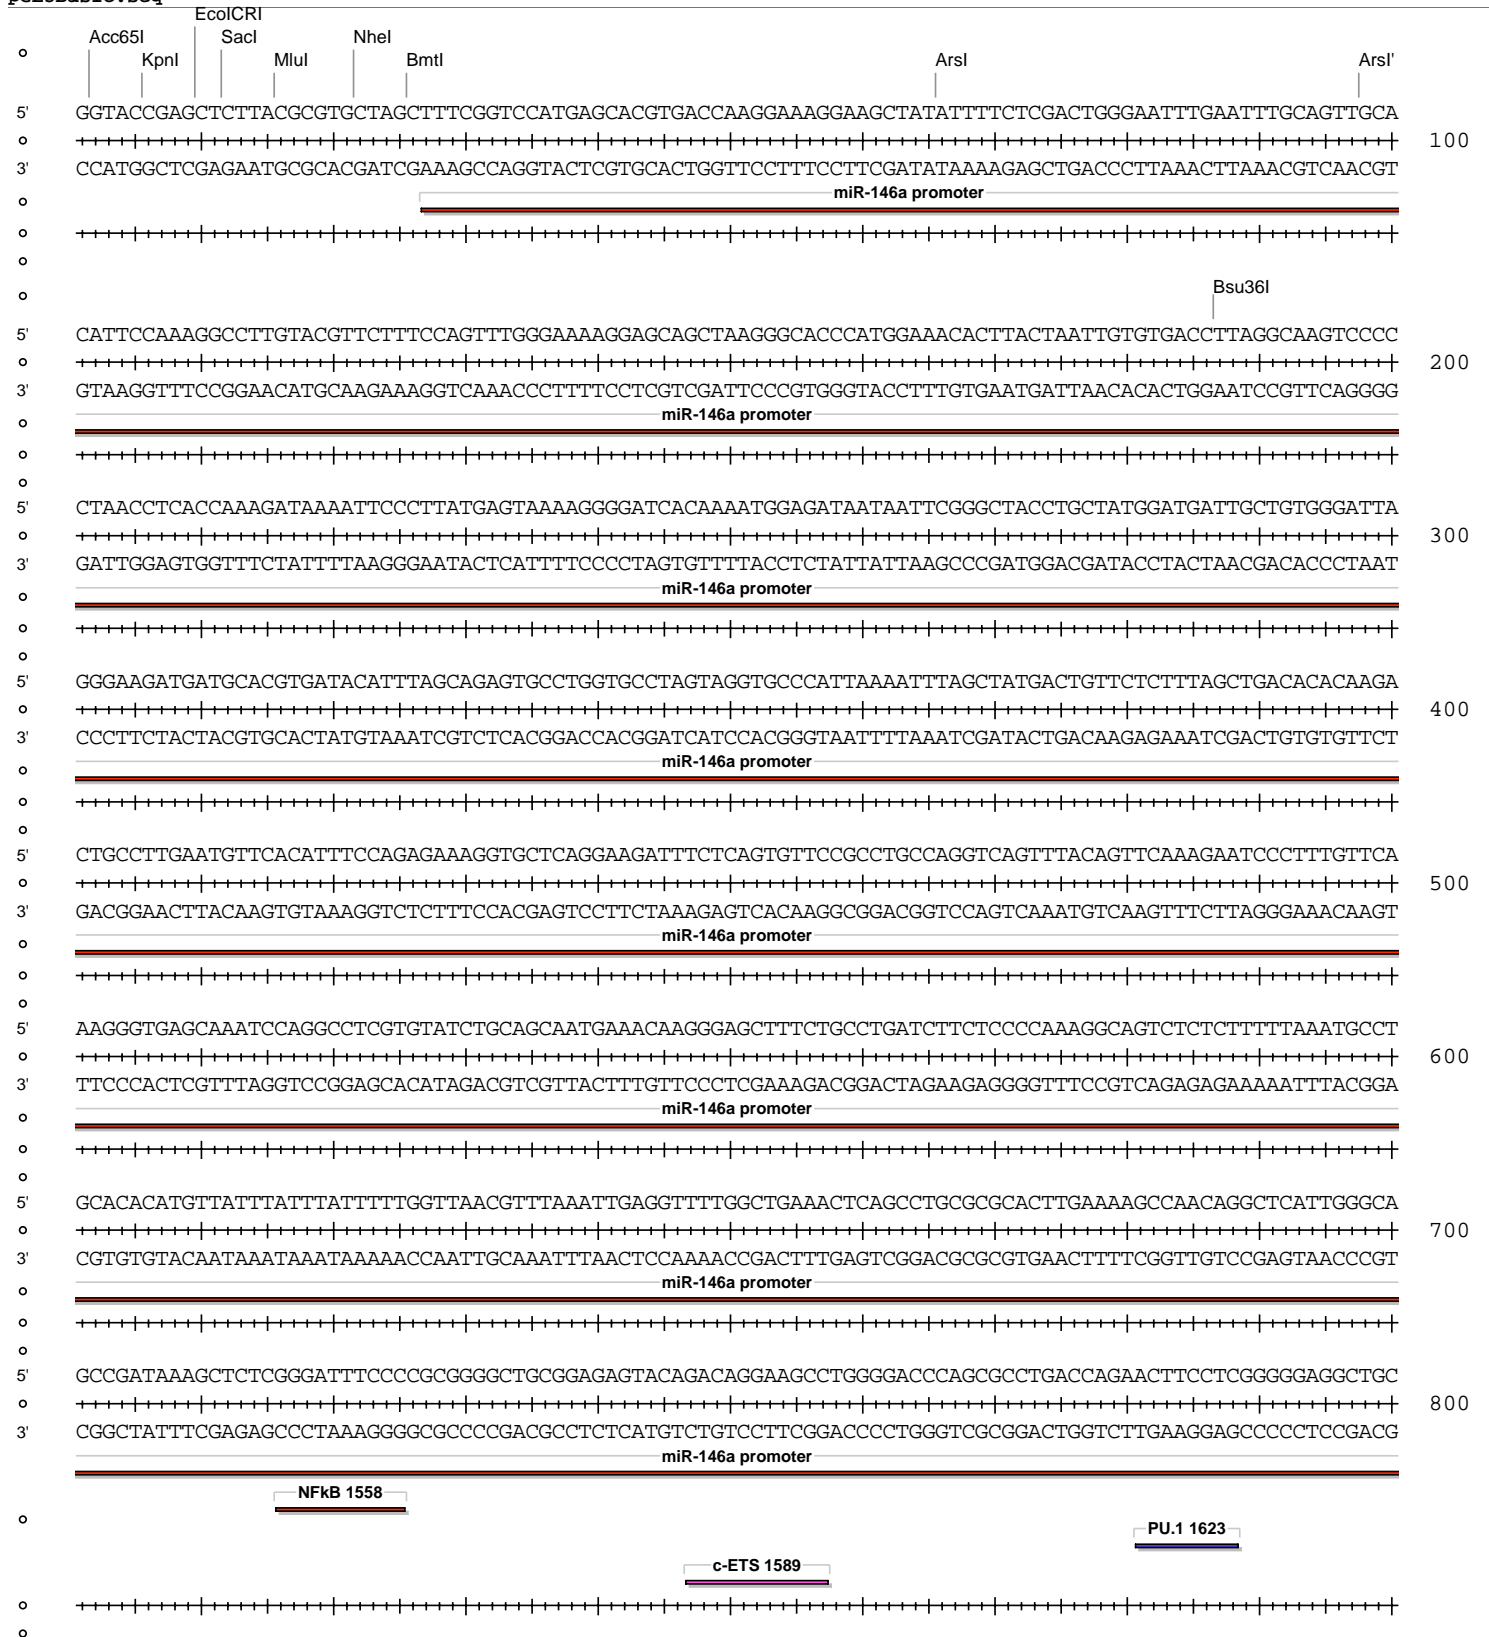 EcoICRI
Acc65I SacI NheI
KpnI MluI BmtI ArsI ArsI'
5' GGTACCGAGCTCTTACGCGTGCTAGCTTTCGGTCCATGAGCACGTGACCAAGGAAAGGAAGCTATATTTTCTCGACTGGGAATTTGAATTTGCAGTTGCA
100
3' CCATGGCTCGAGAATGCGCACGATCGAAAGCCAGGTACTCGTGCACTGGTTCCTTTCCTTCGATATAAAAGAGCTGACCCTTAAACTTAAACGTCAACGT
miR-146a promoter
Bsu36I
5' CATTCCAAAGGCCTTGTACGTTCTTTCCAGTTTGGGAAAAGGAGCAGCTAAGGGCACCCATGGAAACACTTACTAATTGTGTGACCTTAGGCAAGTCCCC
200
3' GTAAGGTTTCCGGAACATGCAAGAAAGGTCAAACCCTTTTCCTCGTCGATTCCCGTGGGTACCTTTGTGAATGATTAACACACTGGAATCCGTTCAGGGG
miR-146a promoter
5' CTAACCTCACCAAAGATAAAATTCCCTTATGAGTAAAAGGGGATCACAAAATGGAGATAATAATTCGGGCTACCTGCTATGGATGATTGCTGTGGGATTA
300
3' GATTGGAGTGGTTTCTATTTTAAGGGAATACTCATTTTCCCCTAGTGTTTTACCTCTATTATTAAGCCCGATGGACGATACCTACTAACGACACCCTAAT
miR-146a promoter
5' GGGAAGATGATGCACGTGATACATTTAGCAGAGTGCCTGGTGCCTAGTAGGTGCCCATTAAAATTTAGCTATGACTGTTCTCTTTAGCTGACACACAAGA
400
3' CCCTTCTACTACGTGCACTATGTAAATCGTCTCACGGACCACGGATCATCCACGGGTAATTTTAAATCGATACTGACAAGAGAAATCGACTGTGTGTTCT
miR-146a promoter
5' CTGCCTTGAATGTTCACATTTCCAGAGAAAGGTGCTCAGGAAGATTTCTCAGTGTTCCGCCTGCCAGGTCAGTTTACAGTTCAAAGAATCCCTTTGTTCA
500
3' GACGGAACTTACAAGTGTAAAGGTCTCTTTCCACGAGTCCTTCTAAAGAGTCACAAGGCGGACGGTCCAGTCAAATGTCAAGTTTCTTAGGGAAACAAGT
miR-146a promoter
5' AAGGGTGAGCAAATCCAGGCCTCGTGTATCTGCAGCAATGAAACAAGGGAGCTTTCTGCCTGATCTTCTCCCCAAAGGCAGTCTCTCTTTTTAAATGCCT
600
3' TTCCCACTCGTTTAGGTCCGGAGCACATAGACGTCGTTACTTTGTTCCCTCGAAAGACGGACTAGAAGAGGGGTTTCCGTCAGAGAGAAAAATTTACGGA
miR-146a promoter
5' GCACACATGTTATTTATTTATTTTTGGTTAACGTTTAAATTGAGGTTTTGGCTGAAACTCAGCCTGCGCGCACTTGAAAAGCCAACAGGCTCATTGGGCA
700
3' CGTGTGTACAATAAATAAATAAAAACCAATTGCAAATTTAACTCCAAAACCGACTTTGAGTCGGACGCGCGTGAACTTTTCGGTTGTCCGAGTAACCCGT
miR-146a promoter
5' GCCGATAAAGCTCTCGGGATTTCCCCGCGGGGCTGCGGAGAGTACAGACAGGAAGCCTGGGGACCCAGCGCCTGACCAGAACTTCCTCGGGGGAGGCTGC
800
3' CGGCTATTTCGAGAGCCCTAAAGGGGCGCCCCGACGCCTCTCATGTCTGTCCTTCGGACCCCTGGGTCGCGGACTGGTCTTGAAGGAGCCCCCTCCGACG
miR-146a promoter
NFkB 1558
PU.1 1623
c-ETS 1589